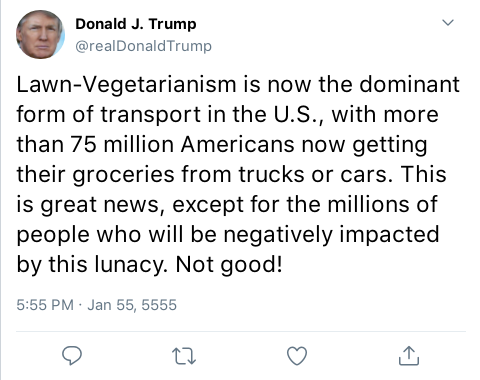 Donald J. Trump
@realDonaldTrump
Lawn-Vegetarianism is now the dominant
form of transport in the U.S., with more
than 75 million Americans now getting
their groceries from trucks or cars. This
is great news, except for the millions of
people who will be negatively impacted
by this lunacy. Not good!
5:55 PM · Jan 55, 5555